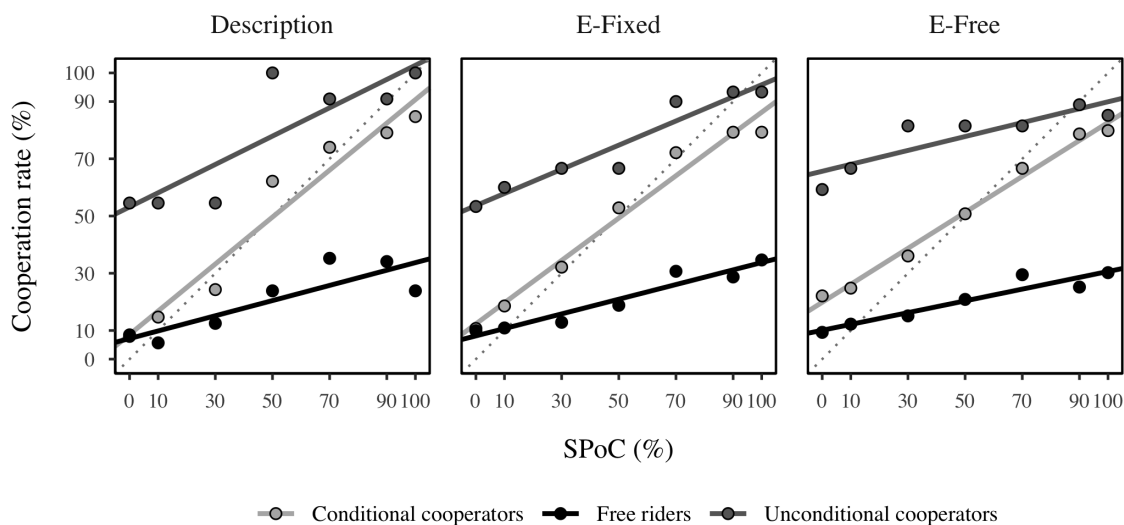 Description
E-Fixed
E-Free
Cooperation rate (%)
100
90
70
50
30
10
0
0 10 30 50 70 90 100
0 10 30 50 70 90 100
0 10 30 50 70 90 100
SPoC (%)
Conditional cooperators Free riders Unconditional cooperators